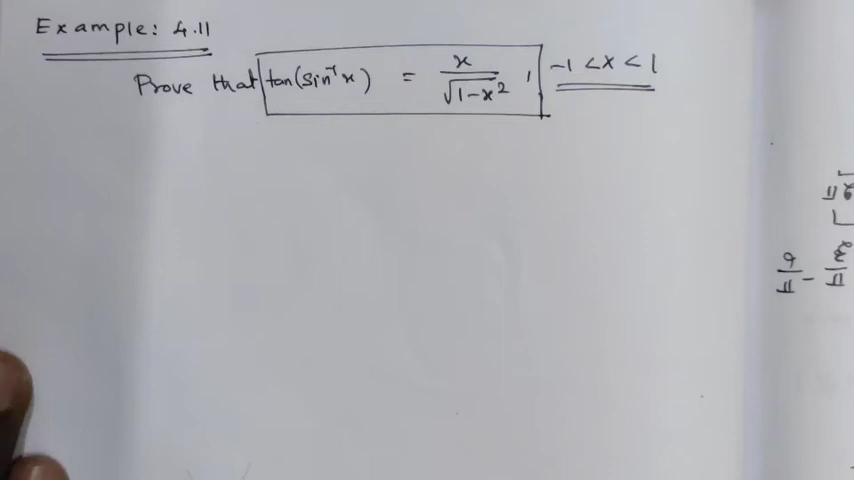 Example: 4.11
Prove that tan(sin⁻¹x) = x/√1-x² , -1 < x < 1